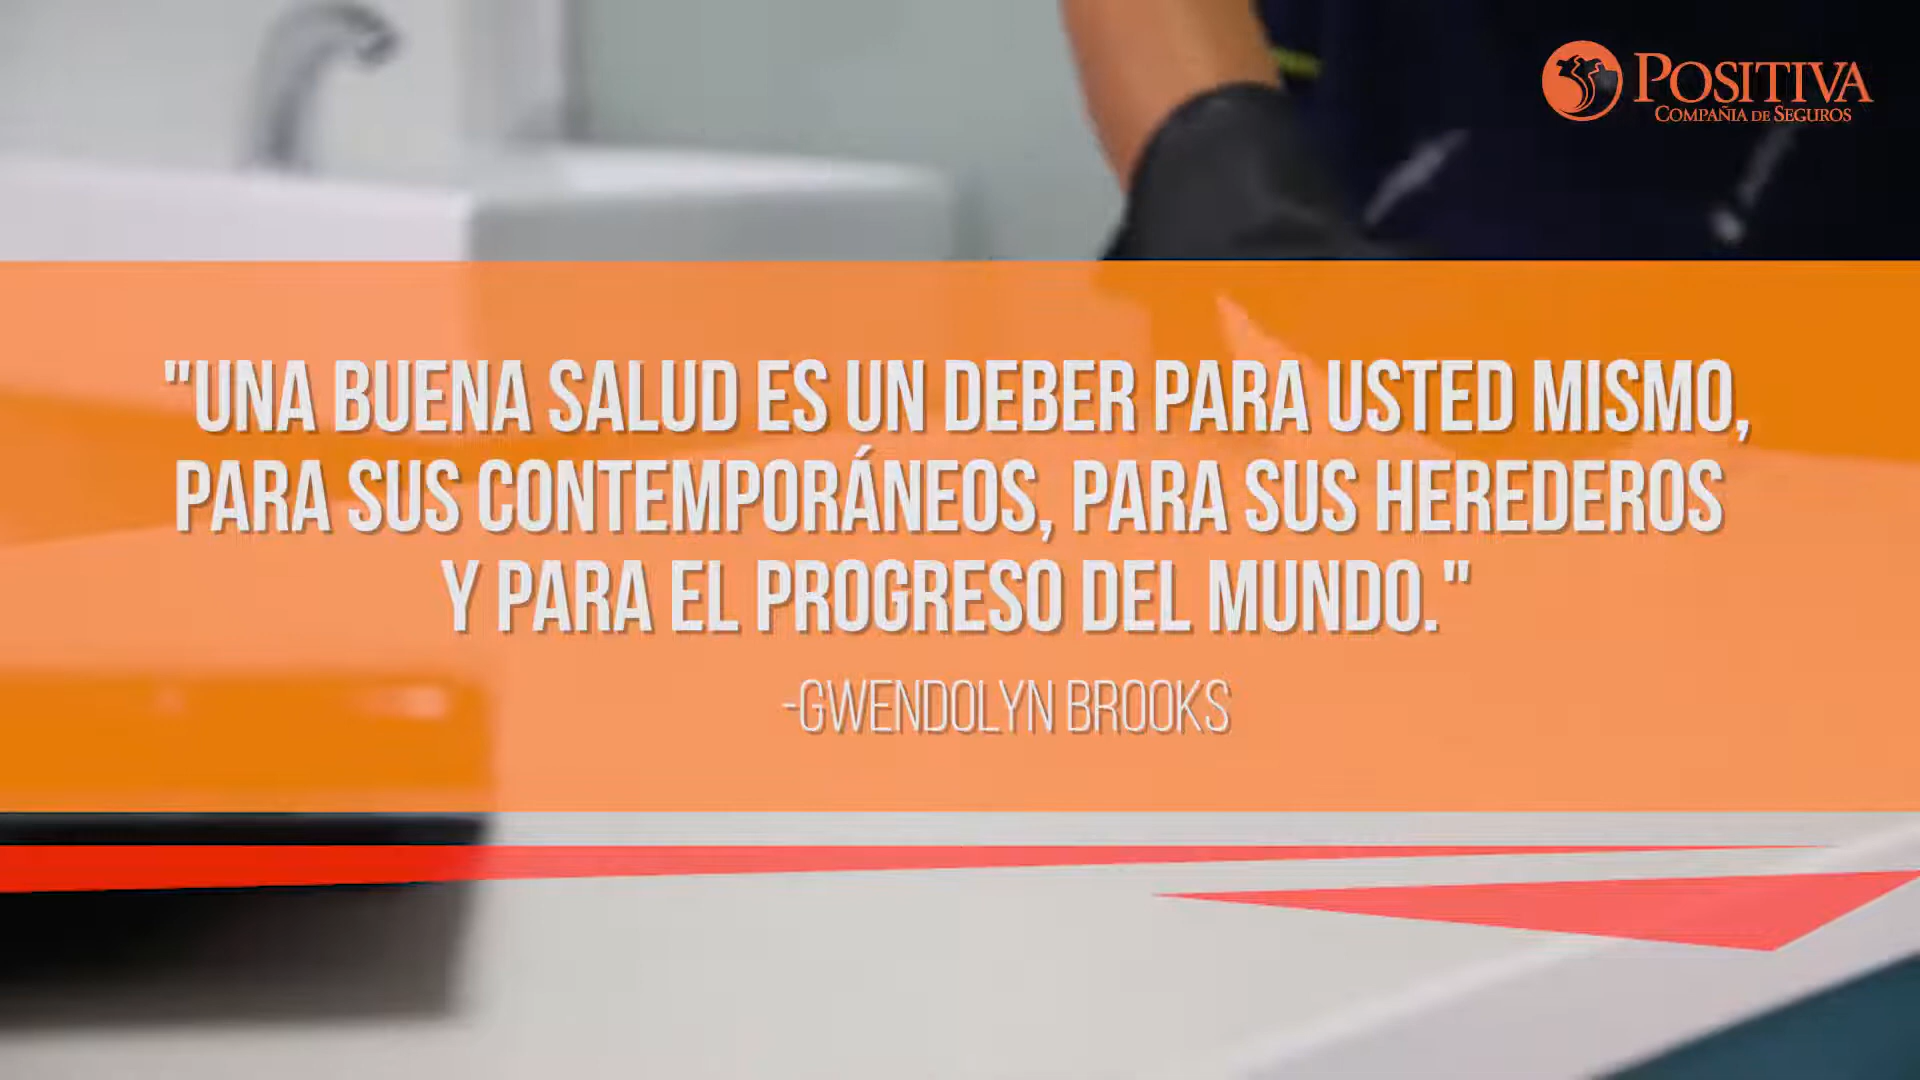 POSITIVA
COMPAÑIA DE SEGUROS
"UNA BUENA SALUD ES UN DEBER PARA USTED MISMO,
PARA SUS CONTEMPORÁNEOS, PARA SUS HEREDEROS
Y PARA EL PROGRESO DEL MUNDO."
-GWENDOLYN BROOKS